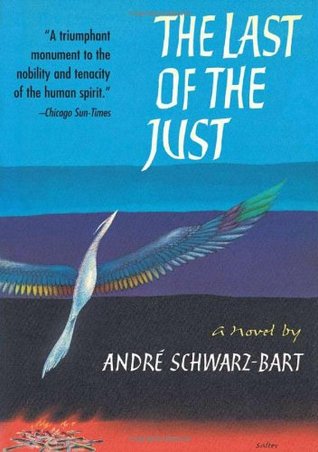 "A triumphant
monument to the
nobility and tenacity
of the human spirit."
—Chicago Sun-Times
THE LAST
OF THE
JUST
a Novel by
ANDRÉ SCHWARZ-BART
Salter